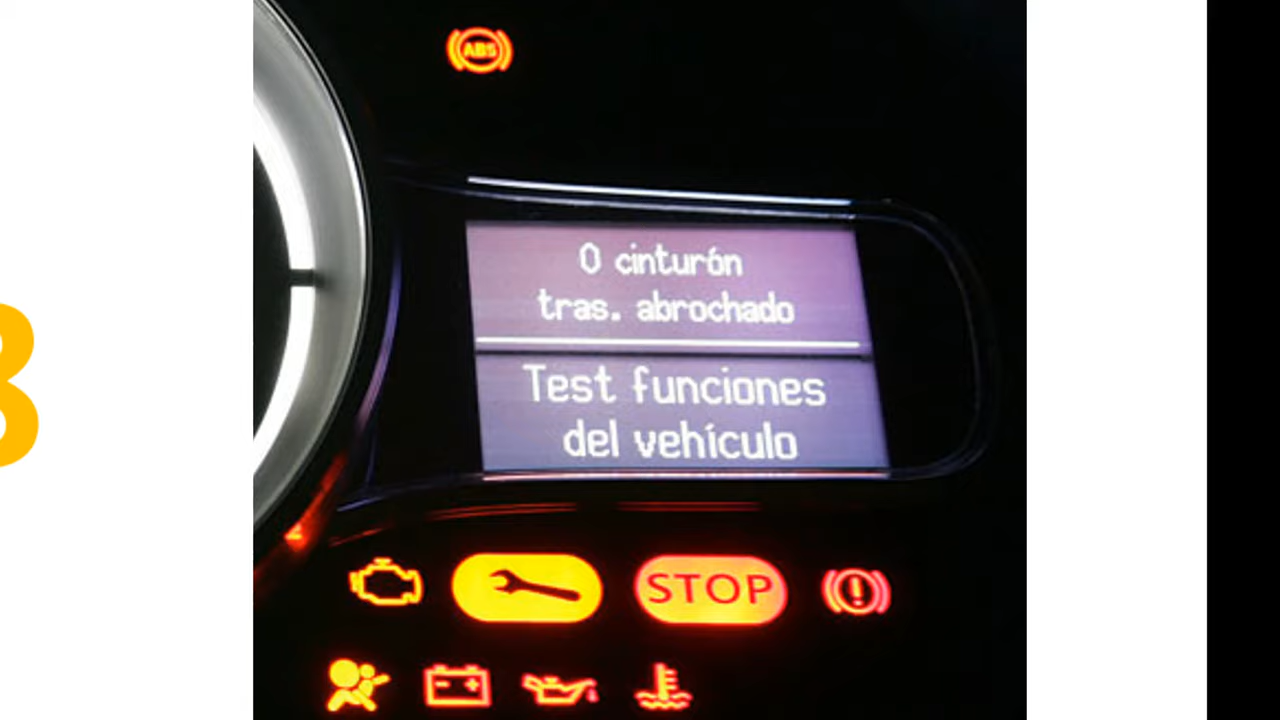 ABS
0 cinturón
tras. abrochado
Test funciones
del vehículo
STOP